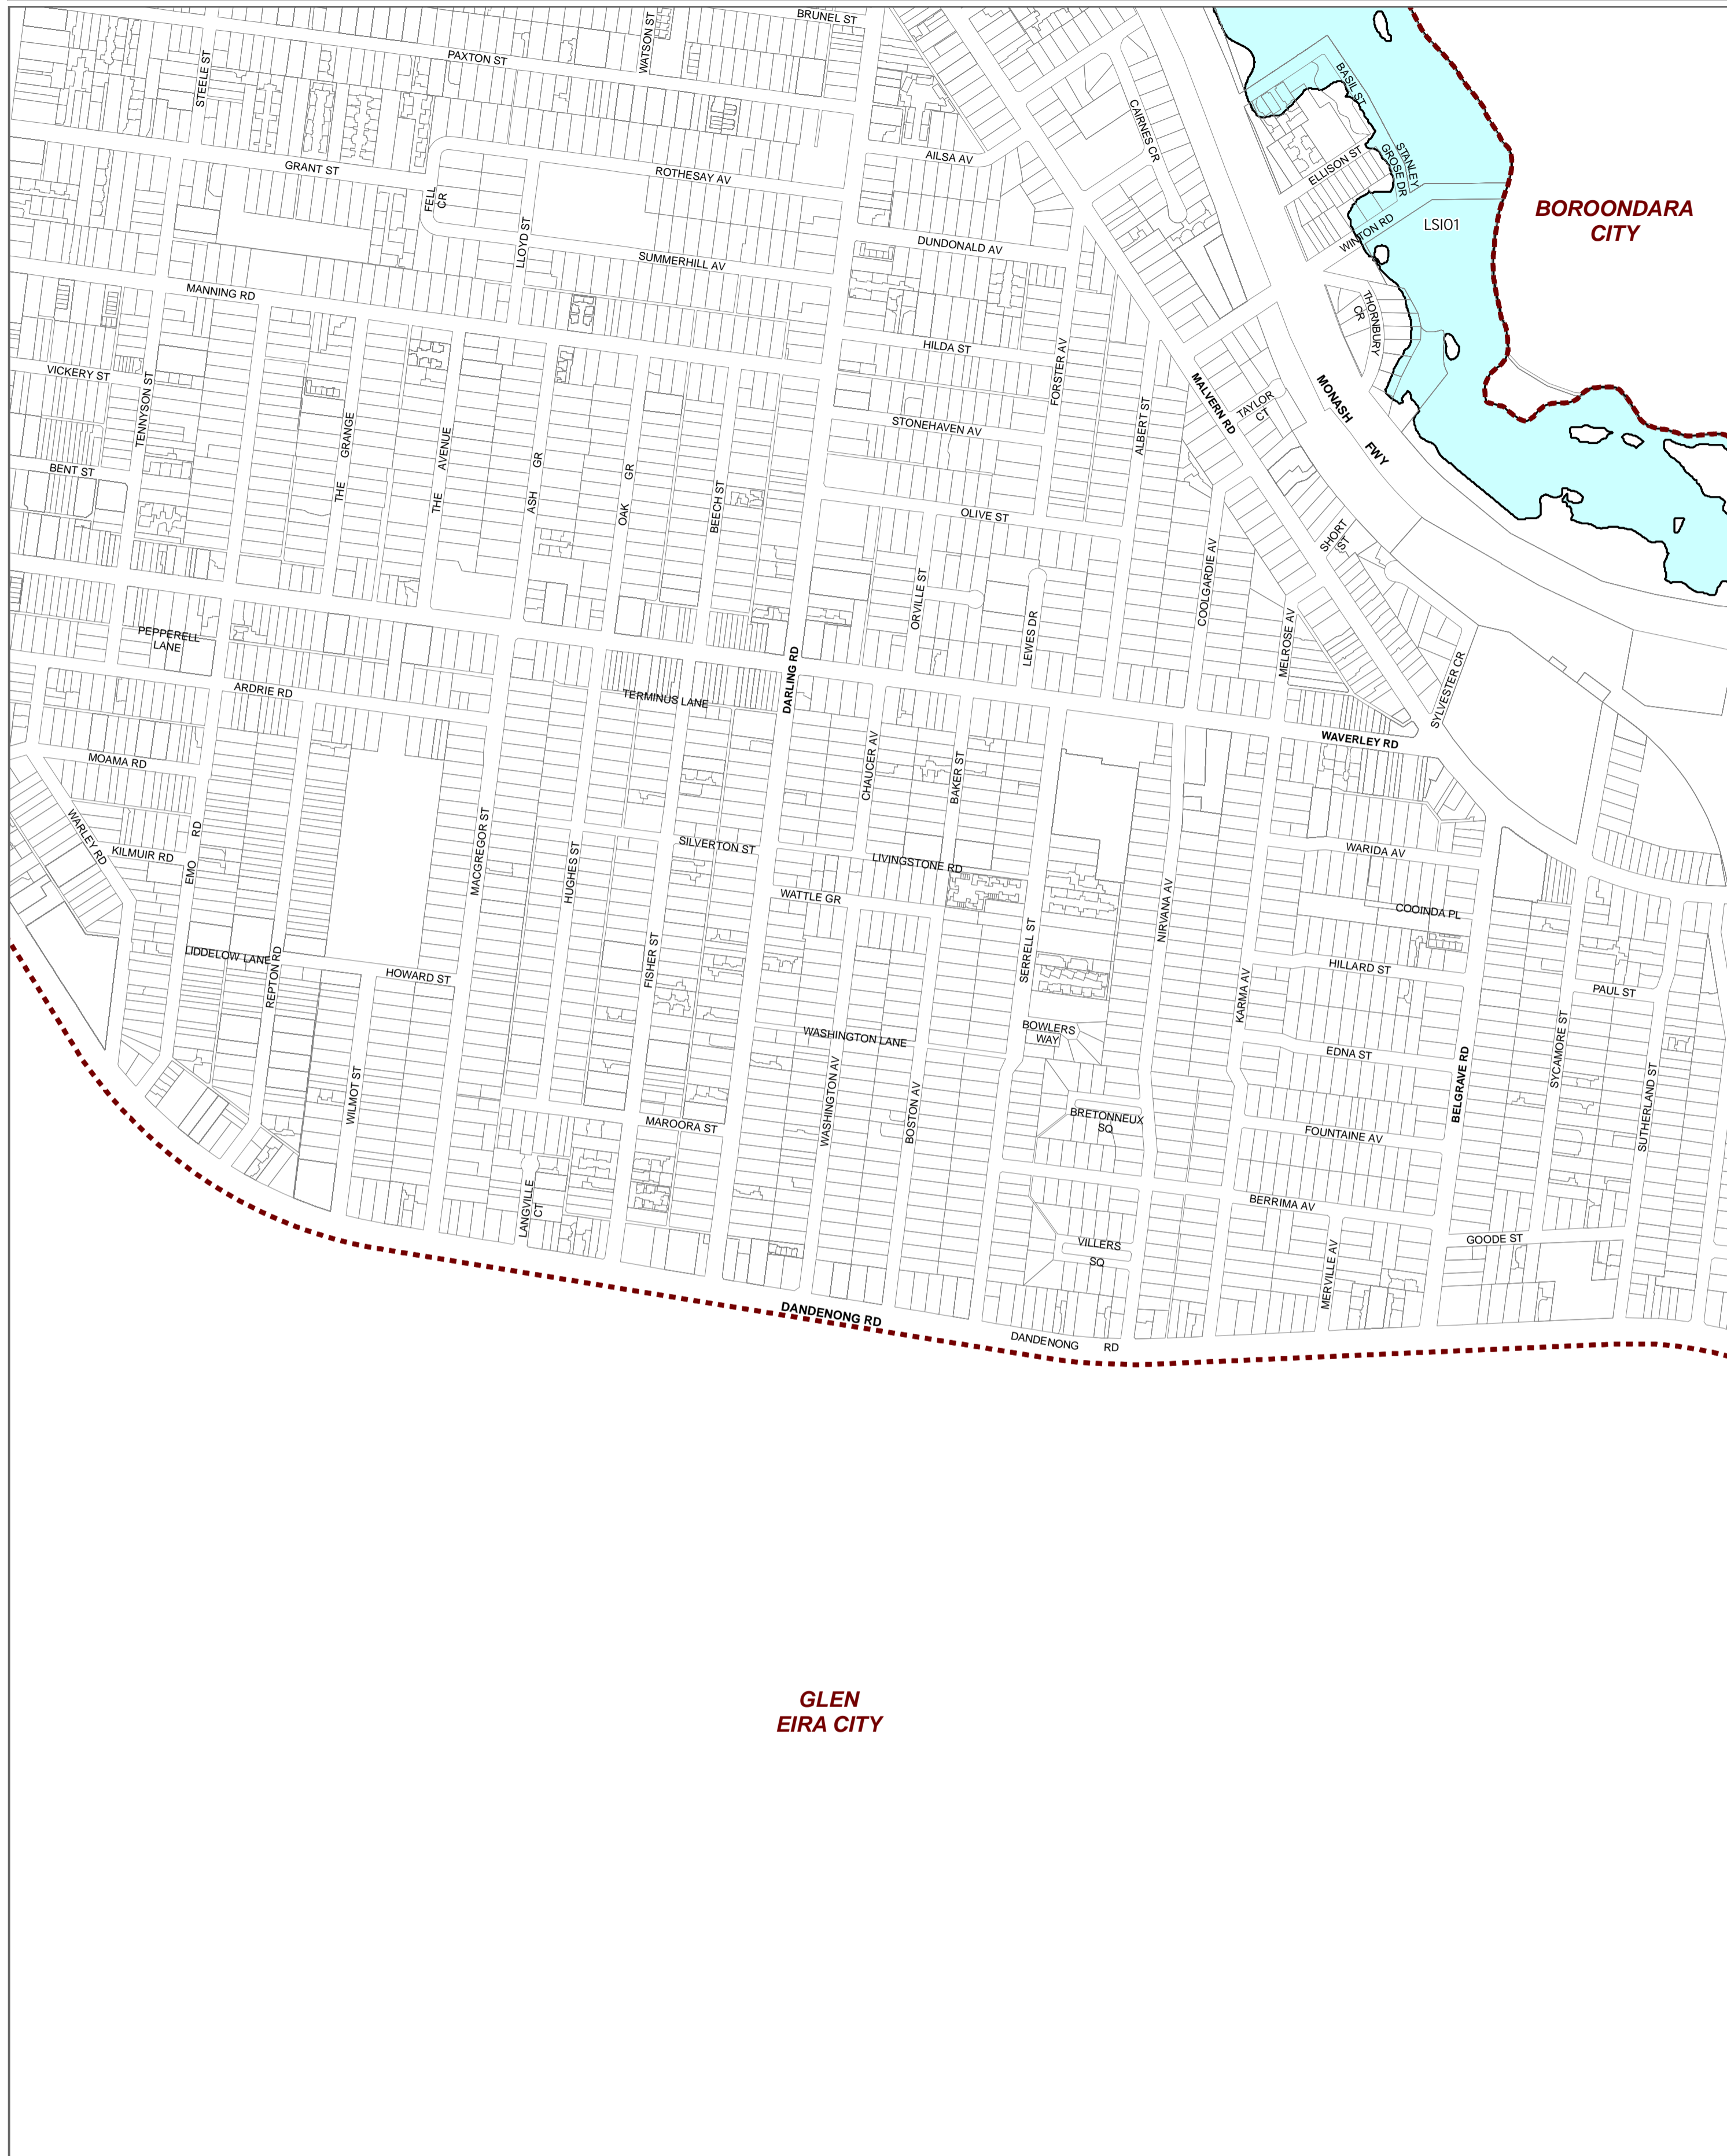 BRUNEL ST
WATSON ST
PAXTON ST
STEELE ST
BASIL ST
CAIRNES CR
AILSA AV
STANLEY
GROSE DR
ELLISON ST
GRANT ST
ROTHESAY AV
FELL
CR
BOROONDARA
CITY
LSIO1
WINTON RD
LLOYD ST
DUNDONALD AV
SUMMERHILL AV
MANNING RD
THORNBURY
CR
HILDA ST
FORSTER AV
VICKERY ST
TENNYSON ST
MALVERN RD
MONASH
FWY
TAYLOR
CT
ALBERT ST
STONEHAVEN AV
THE GRANGE
THE AVENUE
BENT ST
ASH GR
OAK GR
BEECH ST
OLIVE ST
SHORT
ST
COOLGARDIE AV
ORVILLE ST
LEWES DR
MELROSE AV
PEPPERELL
LANE
DARLING RD
SYLVESTER CR
ARDRIE RD
TERMINUS LANE
WAVERLEY RD
MOAMA RD
CHAUCER AV
BAKER ST
WARLEY RD
KILMUIR RD
EMO RD
MACGREGOR ST
HUGHES ST
SILVERTON ST
LIVINGSTONE RD
WARIDA AV
WATTLE GR
COOINDA PL
NIRVANA AV
LIDDELOW LANE
REPTON RD
HOWARD ST
FISHER ST
SERRELL ST
HILLARD ST
KARMA AV
PAUL ST
BOWLERS
WAY
WASHINGTON LANE
EDNA ST
SYCAMORE ST
WILMOT ST
WASHINGTON AV
BOSTON AV
BELGRAVE RD
SUTHERLAND ST
MAROORA ST
BRETONNEUX
SQ
FOUNTAINE AV
LANGVILLE
CT
BERRIMA AV
VILLERS
SQ
GOODE ST
MERVILLE AV
DANDENONG RD
DANDENONG RD
GLEN
EIRA CITY